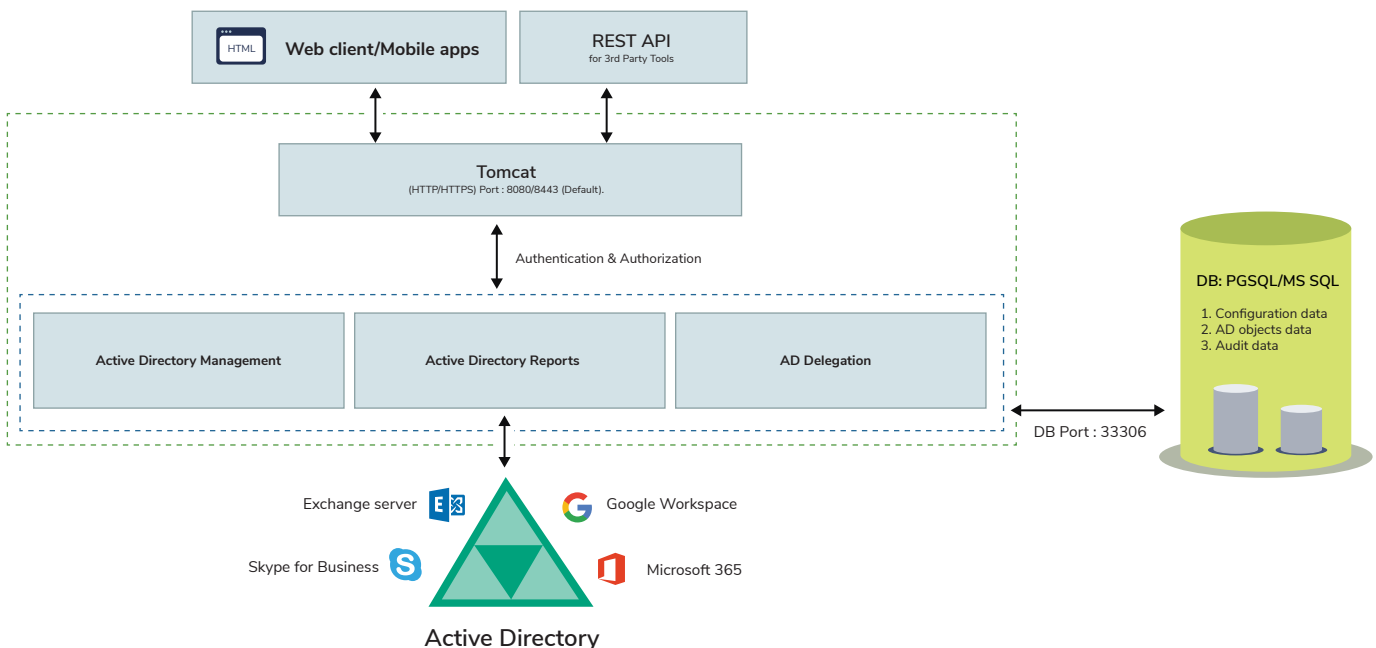 HTML
Web client/Mobile apps
REST API
for 3rd Party Tools
Tomcat
(HTTP/HTTPS) Port : 8080/8443 (Default).
Authentication & Authorization
Active Directory Management
Active Directory Reports
AD Delegation
DB: PGSQL/MS SQL
1. Configuration data
2. AD objects data
3. Audit data
DB Port : 33306
Exchange server
E
Google Workspace
G
Skype for Business
S
Microsoft 365
Active Directory